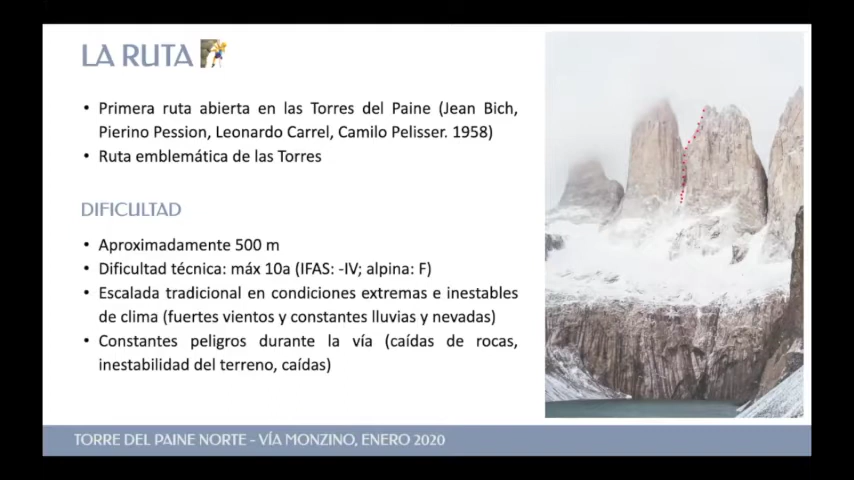 LA RUTA
• Primera ruta abierta en las Torres del Paine (Jean Bich,
Pierino Pession, Leonardo Carrel, Camilo Pelisser. 1958)
• Ruta emblemática de las Torres
DIFICULTAD
• Aproximadamente 500 m
• Dificultad técnica: máx 10a (IFAS: -IV; alpina: F)
• Escalada tradicional en condiciones extremas e inestables
de clima (fuertes vientos y constantes lluvias y nevadas)
• Constantes peligros durante la vía (caídas de rocas,
inestabilidad del terreno, caídas)
TORRE DEL PAINE NORTE - VÍA MONZINO, ENERO 2020